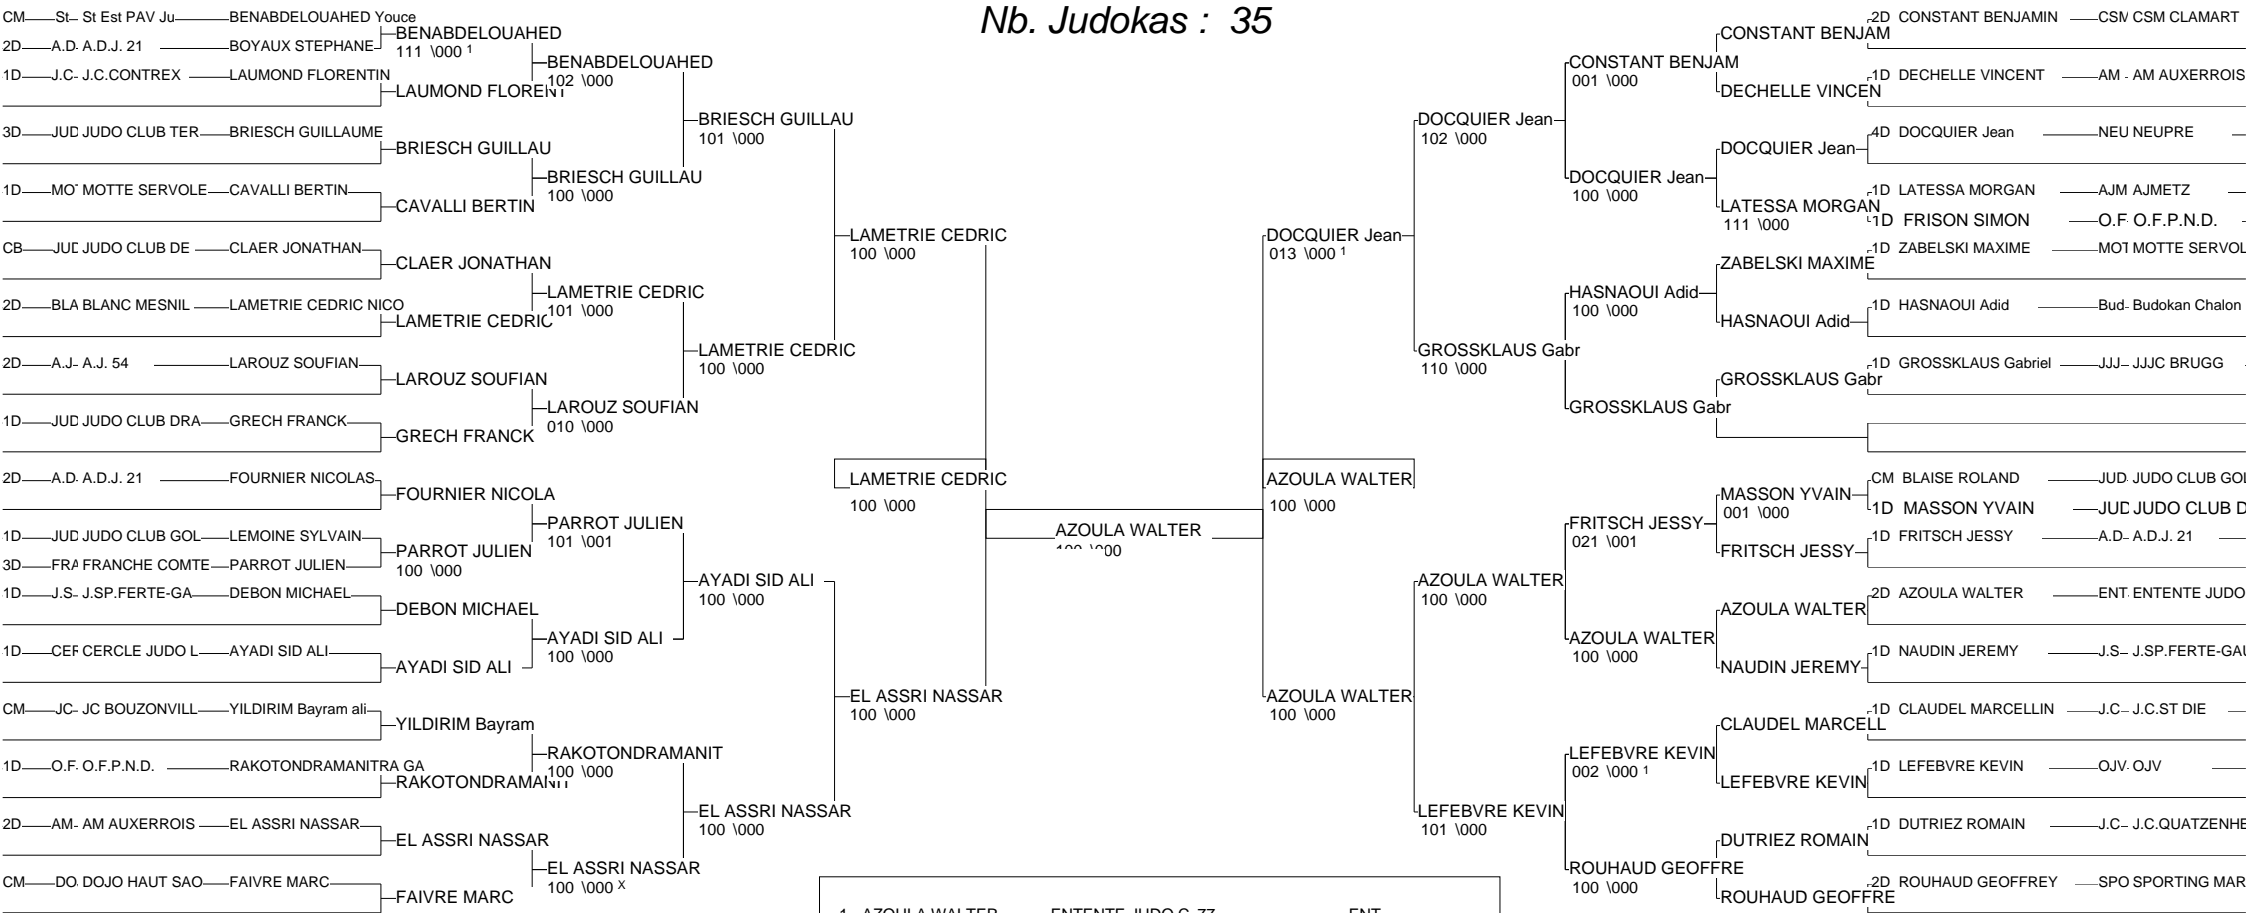 Nb. Judokas : 35
CM St- St Est PAV Ju BENABDELOUAHED Youce
2D A.D- A.D.J. 21 BOYAUX STEPHANE
1D J.C- J.C.CONTREX LAUMOND FLORENTIN
3D JUD JUDO CLUB TER BRIESCH GUILLAUME
1D MOT MOTTE SERVOLE CAVALLI BERTIN
CB JUD JUDO CLUB DE CLAER JONATHAN
2D BLA BLANC MESNIL LAMETRIE CEDRIC NICO
2D A.J- A.J. 54 LAROUZ SOUFIAN
1D JUD JUDO CLUB DRA GRECH FRANCK
2D A.D- A.D.J. 21 FOURNIER NICOLAS
1D JUD JUDO CLUB GOL LEMOINE SYLVAIN
3D FRA FRANCHE COMTE PARROT JULIEN
1D J.S- J.SP.FERTE-GA DEBON MICHAEL
1D CER CERCLE JUDO L AYADI SID ALI
CM JC- JC BOUZONVILL YILDIRIM Bayram ali
1D O.F- O.F.P.N.D. RAKOTONDRAMANITRA GA
2D AM- AM AUXERROIS EL ASSRI NASSAR
CM DO- DOJO HAUT SAO FAIVRE MARC
BENABDELOUAHED
111 \000 1
LAUMOND FLORENT
BRIESCH GUILLAU
CAVALLI BERTIN
CLAER JONATHAN
LAMETRIE CEDRIC
LAROUZ SOUFIAN
GRECH FRANCK
FOURNIER NICOLA
PARROT JULIEN
100 \000
DEBON MICHAEL
AYADI SID ALI
YILDIRIM Bayram
RAKOTONDRAMANIT
EL ASSRI NASSAR
FAIVRE MARC
BENABDELOUAHED
102 \000
BRIESCH GUILLAU
100 \000
LAMETRIE CEDRIC
101 \000
LAROUZ SOUFIAN
010 \000
PARROT JULIEN
101 \001
AYADI SID ALI
100 \000
RAKOTONDRAMANIT
100 \000
EL ASSRI NASSAR
100 \000 X
BRIESCH GUILLAU
101 \000
LAMETRIE CEDRIC
100 \000
AYADI SID ALI
100 \000
EL ASSRI NASSAR
100 \000
LAMETRIE CEDRIC
100 \000
EL ASSRI NASSAR
100 \000
LAMETRIE CEDRIC
100 \000
AZOULA WALTER
100 \000
AZOULA WALTER
100 \000
DOCQUIER Jean
013 \000 1
AZOULA WALTER
100 \000
DOCQUIER Jean
102 \000
GROSSKLAUS Gabr
110 \000
AZOULA WALTER
100 \000
LEFEBVRE KEVIN
101 \000
CONSTANT BENJAM
001 \000
DOCQUIER Jean
100 \000
HASNAOUI Adid
100 \000
GROSSKLAUS Gabr
FRITSCH JESSY
021 \001
AZOULA WALTER
100 \000
LEFEBVRE KEVIN
002 \000 1
ROUHAUD GEOFFRE
100 \000
CONSTANT BENJAM
DECHELLE VINCEN
DOCQUIER Jean
LATESSA MORGAN
111 \000
ZABELSKI MAXIME
HASNAOUI Adid
GROSSKLAUS Gabr
MASSON YVAIN
001 \000
FRITSCH JESSY
AZOULA WALTER
NAUDIN JEREMY
CLAUDEL MARCELL
LEFEBVRE KEVIN
DUTRIEZ ROMAIN
ROUHAUD GEOFFRE
2D CONSTANT BENJAMIN CSM CSM CLAMART
1D DECHELLE VINCENT AM - AM AUXERROIS
4D DOCQUIER Jean NEU NEUPRE
1D LATESSA MORGAN AJM AJMETZ
1D FRISON SIMON O.F O.F.P.N.D.
1D ZABELSKI MAXIME MOT MOTTE SERVOL
1D HASNAOUI Adid Bud- Budokan Chalon
1D GROSSKLAUS Gabriel JJJ- JJJC BRUGG
CM BLAISE ROLAND JUD JUDO CLUB GOL
1D MASSON YVAIN JUD JUDO CLUB D
1D FRITSCH JESSY A.D- A.D.J. 21
2D AZOULA WALTER ENT ENTENTE JUDO
1D NAUDIN JEREMY J.S- J.SP.FERTE-GAU
1D CLAUDEL MARCELLIN J.C- J.C.ST DIE
1D LEFEBVRE KEVIN OJV OJV
1D DUTRIEZ ROMAIN J.C- J.C.QUATZENHE
2D ROUHAUD GEOFFREY SPO SPORTING MAR
1 AZOULA WALTER ENTENTE JUDO G 77 ENT